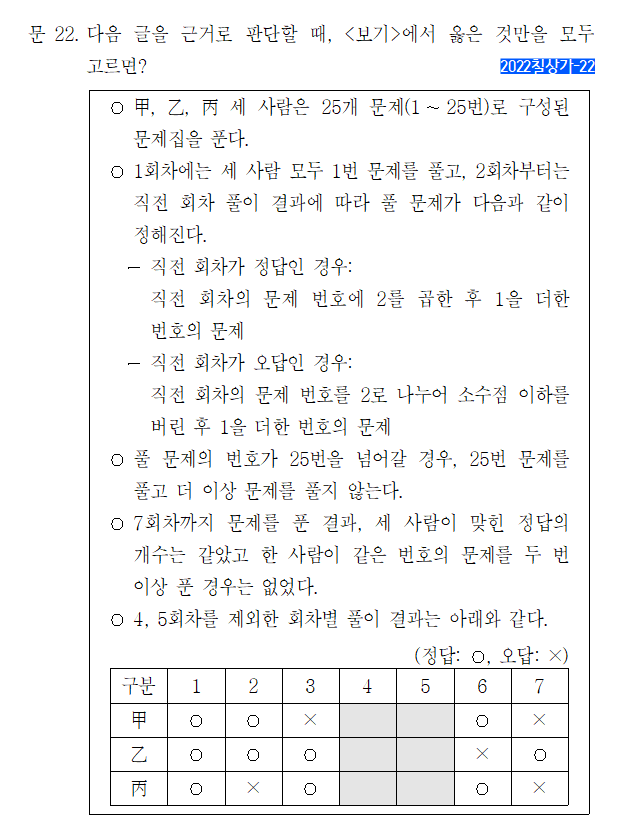 문 22. 다음 글을 근거로 판단할 때, <보기>에서 옳은 것만을 모두
고르면?
2022침상가-22
○ 甲, 乙, 丙 세 사람은 25개 문제(1 ~ 25번)로 구성된
문제집을 푼다.
○ 1회차에는 세 사람 모두 1번 문제를 풀고, 2회차부터는
직전 회차 풀이 결과에 따라 풀 문제가 다음과 같이
정해진다.
- 직전 회차가 정답인 경우:
직전 회차의 문제 번호에 2를 곱한 후 1을 더한
번호의 문제
- 직전 회차가 오답인 경우:
직전 회차의 문제 번호를 2로 나누어 소수점 이하를
버린 후 1을 더한 번호의 문제
○ 풀 문제의 번호가 25번을 넘어갈 경우, 25번 문제를
풀고 더 이상 문제를 풀지 않는다.
○ 7회차까지 문제를 푼 결과, 세 사람이 맞힌 정답의
개수는 같았고 한 사람이 같은 번호의 문제를 두 번
이상 푼 경우는 없었다.
○ 4, 5회차를 제외한 회차별 풀이 결과는 아래와 같다.
(정답: ○, 오답: ×)
구분 1 2 3 4 5 6 7
甲 ○ ○ × ○ ×
乙 ○ ○ ○ × ○
丙 ○ × ○ ○ ×